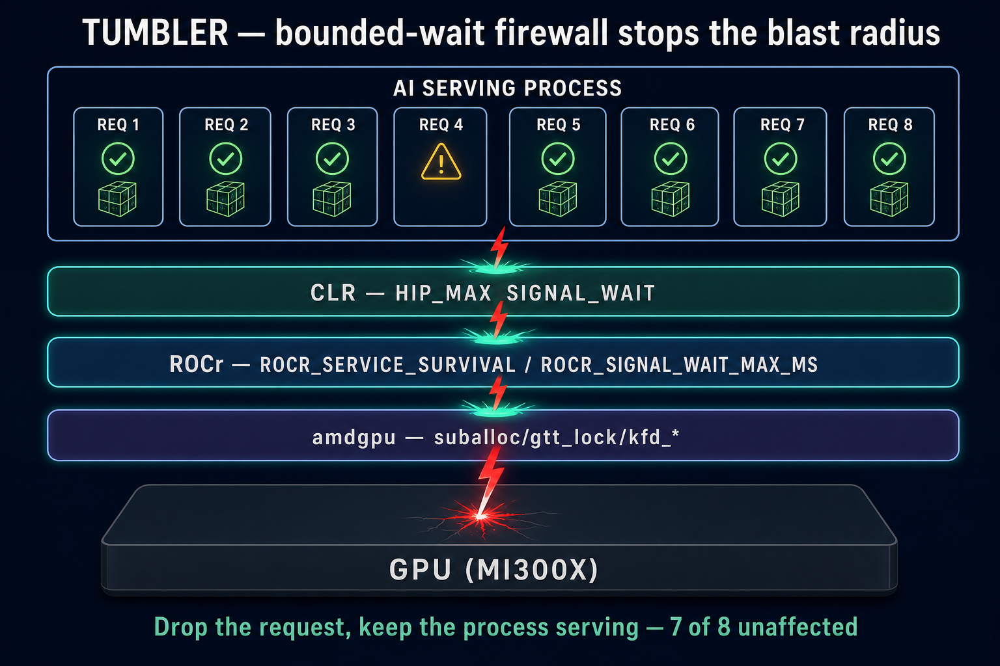 TUMBLER — bounded-wait firewall stops the blast radius
AI SERVING PROCESS
REQ 1
REQ 2
REQ 3
REQ 4
REQ 5
REQ 6
REQ 7
REQ 8
CLR — HIP_MAX_SIGNAL_WAIT
ROCr — ROCR_SERVICE_SURVIVAL / ROCR_SIGNAL_WAIT_MAX_MS
amdgpu — suballoc/gtt_lock/kfd_*
GPU (MI300X)
Drop the request, keep the process serving — 7 of 8 unaffected